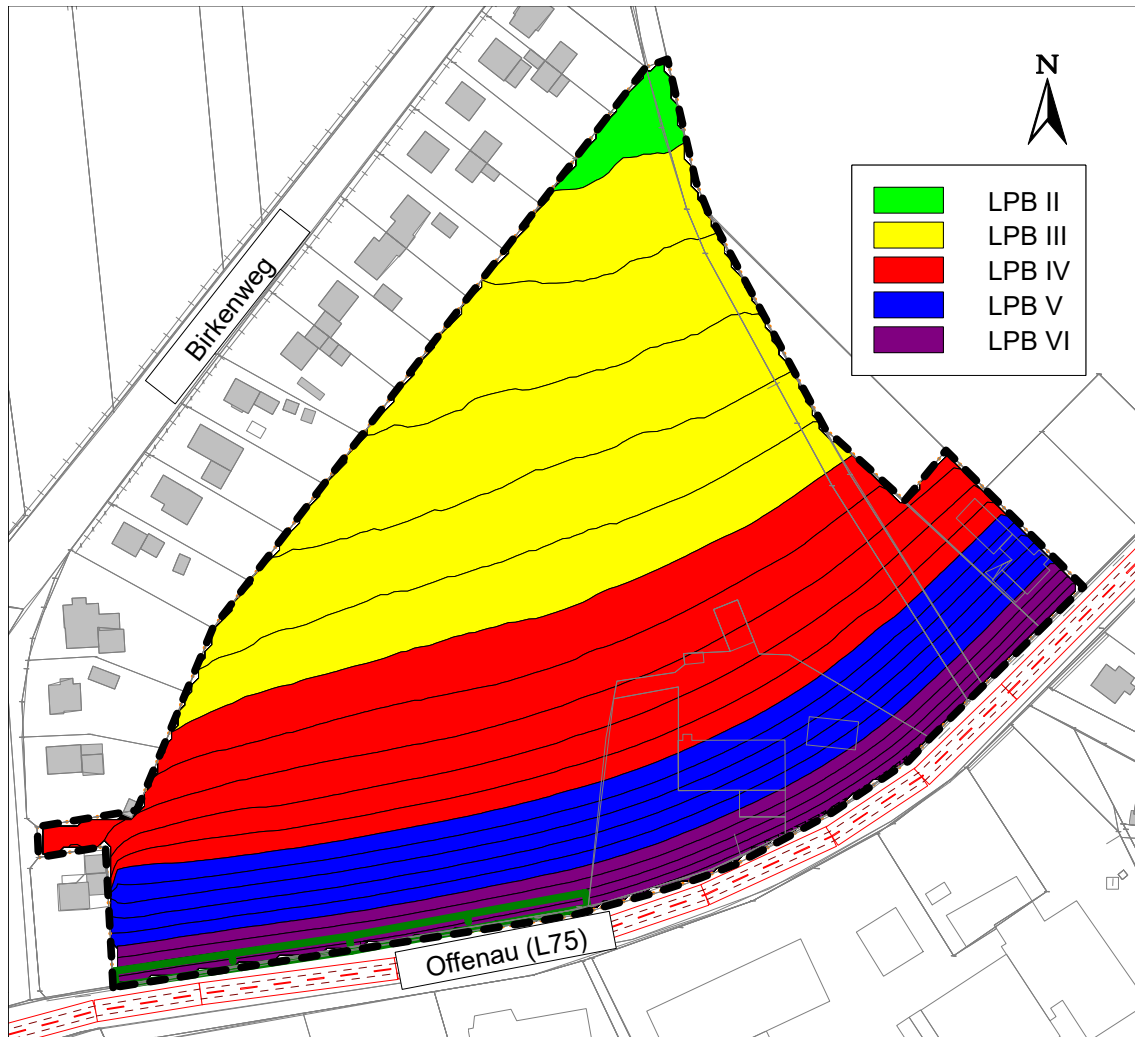 N
LPB II
LPB III
LPB IV
LPB V
LPB VI
Birkenweg
Offenau (L75)